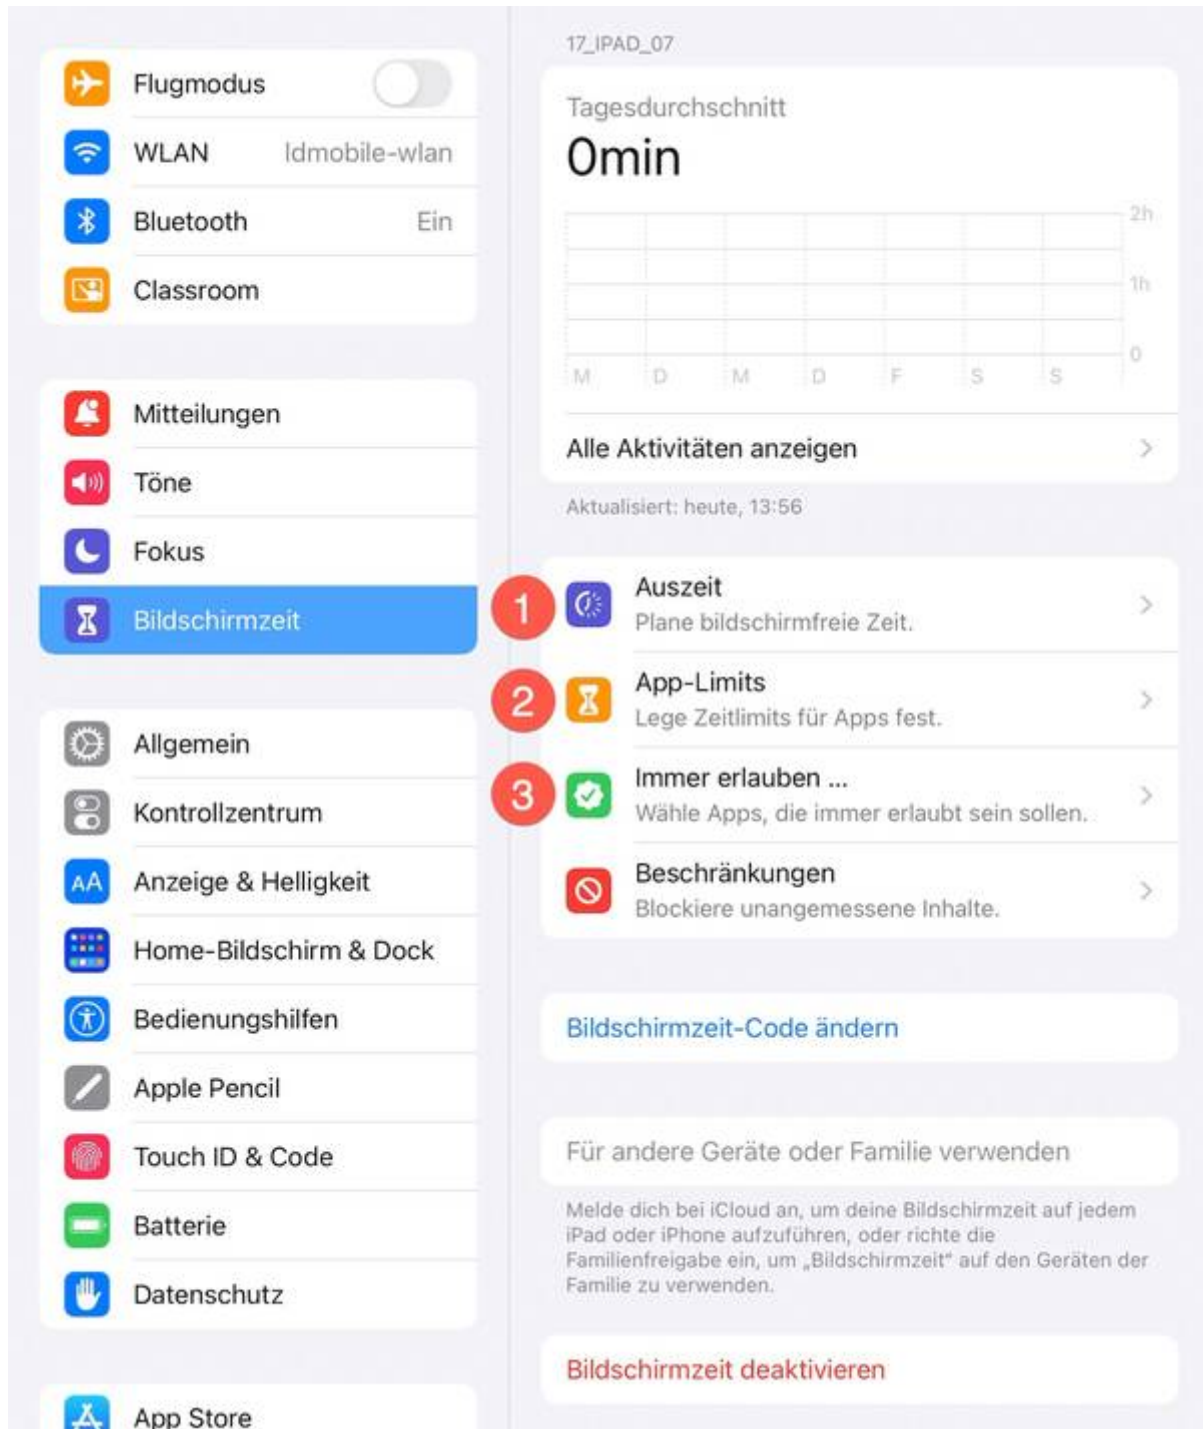 Flugmodus
WLAN ldmobile-wlan
Bluetooth Ein
Classroom
Mitteilungen
Töne
Fokus
Bildschirmzeit
Allgemein
Kontrollzentrum
AA Anzeige & Helligkeit
Home-Bildschirm & Dock
Bedienungshilfen
Apple Pencil
Touch ID & Code
Batterie
Datenschutz
App Store
17_IPAD_07
Tagesdurchschnitt
0min
2h
1h
0
M D M D F S S
Alle Aktivitäten anzeigen
Aktualisiert: heute, 13:56
1 Auszeit
Plane bildschirmfreie Zeit.
2 App-Limits
Lege Zeitlimits für Apps fest.
3 Immer erlauben ...
Wähle Apps, die immer erlaubt sein sollen.
Beschränkungen
Blockiere unangemessene Inhalte.
Bildschirmzeit-Code ändern
Für andere Geräte oder Familie verwenden
Melde dich bei iCloud an, um deine Bildschirmzeit auf jedem
iPad oder iPhone aufzuführen, oder richte die
Familienfreigabe ein, um „Bildschirmzeit“ auf den Geräten der
Familie zu verwenden.
Bildschirmzeit deaktivieren